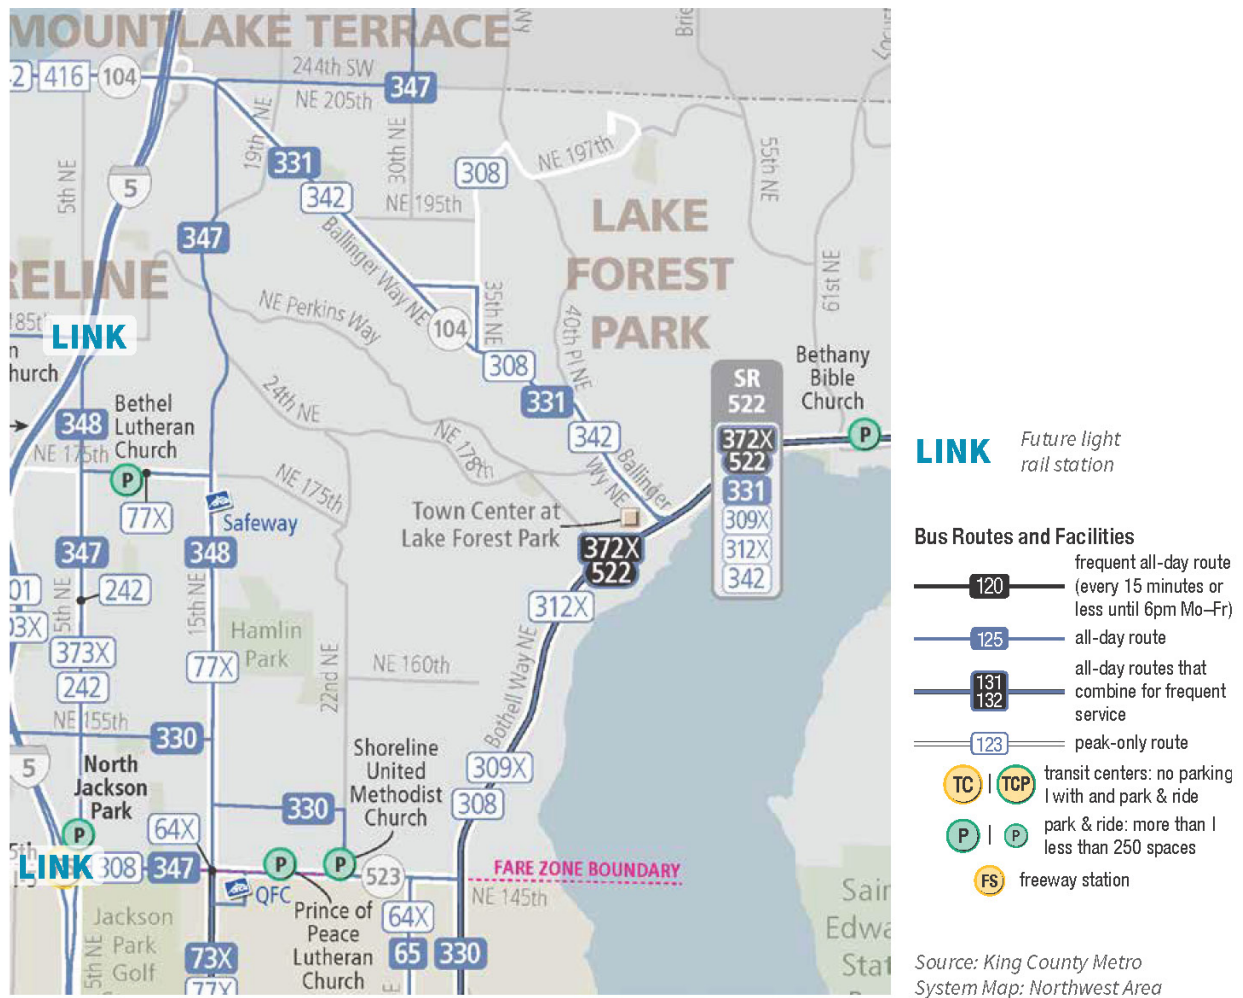 MOUNTLAKE TERRACE
416
104
244th SW
NE 205th
347
5th NE
19th NE
30th NE
331
342
308
NE 197th
55th NE
NE 195th
5
347
LAKE
FOREST
PARK
61st NE
Ballinger Way NE
NE Perkins Way
35th NE
104
40th Pl NE
LINK
308
331
342
24th NE
NE 178th
Ballinger
Wy NE
SR
522
372X
522
331
309X
312X
342
Bethany
Bible
Church
P
348
Bethel
Lutheran
Church
NE 175th
P
77X
NE 175th
Safeway
Town Center at
Lake Forest Park
372X
522
347
348
242
5th NE
15th NE
312X
373X
242
Hamlin
Park
77X
22nd NE
NE 160th
Bothell Way NE
NE 155th
330
5
North
Jackson
Park
P
Shoreline
United
Methodist
Church
309X
308
330
64X
LINK
308
347
P
P
523
FARE ZONE BOUNDARY
NE 145th
QFC
Prince of
Peace
Lutheran
Church
64X
65
330
Jackson
Park
Golf
5th NE
73X
77X
LINK
Future light
rail station
Bus Routes and Facilities
120
frequent all-day route
(every 15 minutes or
less until 6pm Mo–Fr)
125
all-day route
131
132
all-day routes that
combine for frequent
service
123
peak-only route
TC | TCP
transit centers: no parking
| with and park & ride
P | P
park & ride: more than |
less than 250 spaces
FS
freeway station
Source: King County Metro
System Map: Northwest Area